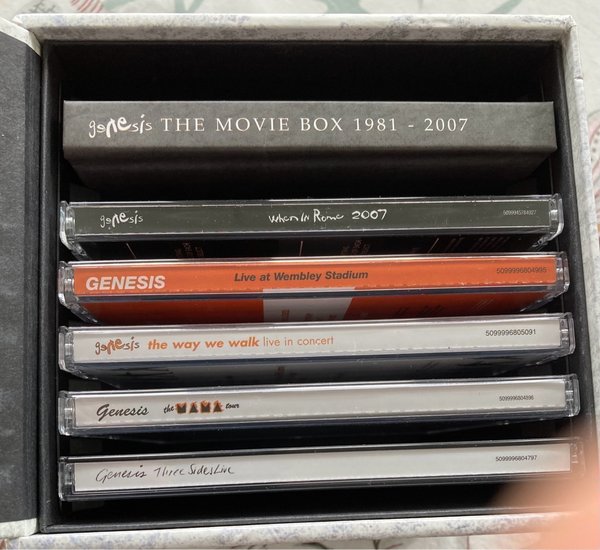 genesis THE MOVIE BOX 1981 - 2007
genesis When In Rome 2007
GENESIS Live at Wembley Stadium 5099996804995
genesis the way we walk live in concert 5099996805091
Genesis the MAMA tour 5099996804896
Genesis Three Sides Live 5099996804797